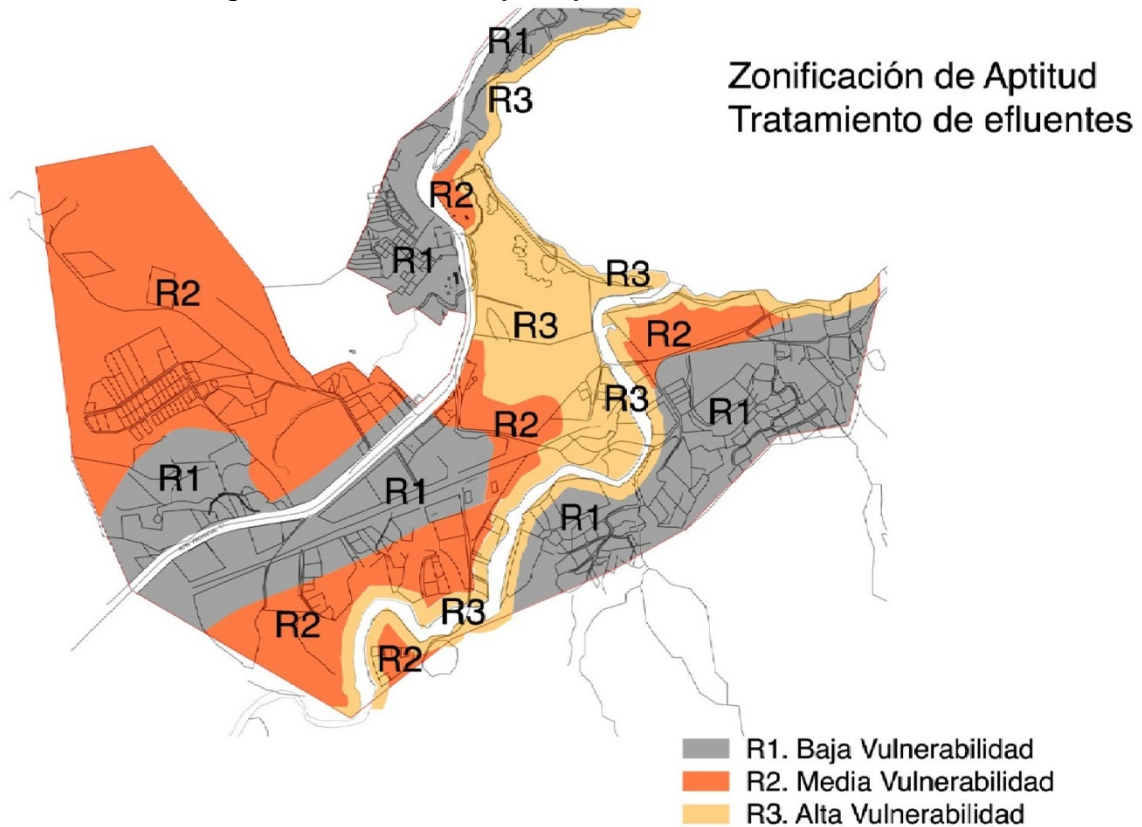 R1
R3
Zonificación de Aptitud
Tratamiento de efluentes
R2
R1
R3
R2
R3
R2
R3
R1
R2
R1
R1
R1
R3
R2
R2
R1. Baja Vulnerabilidad
R2. Media Vulnerabilidad
R3. Alta Vulnerabilidad